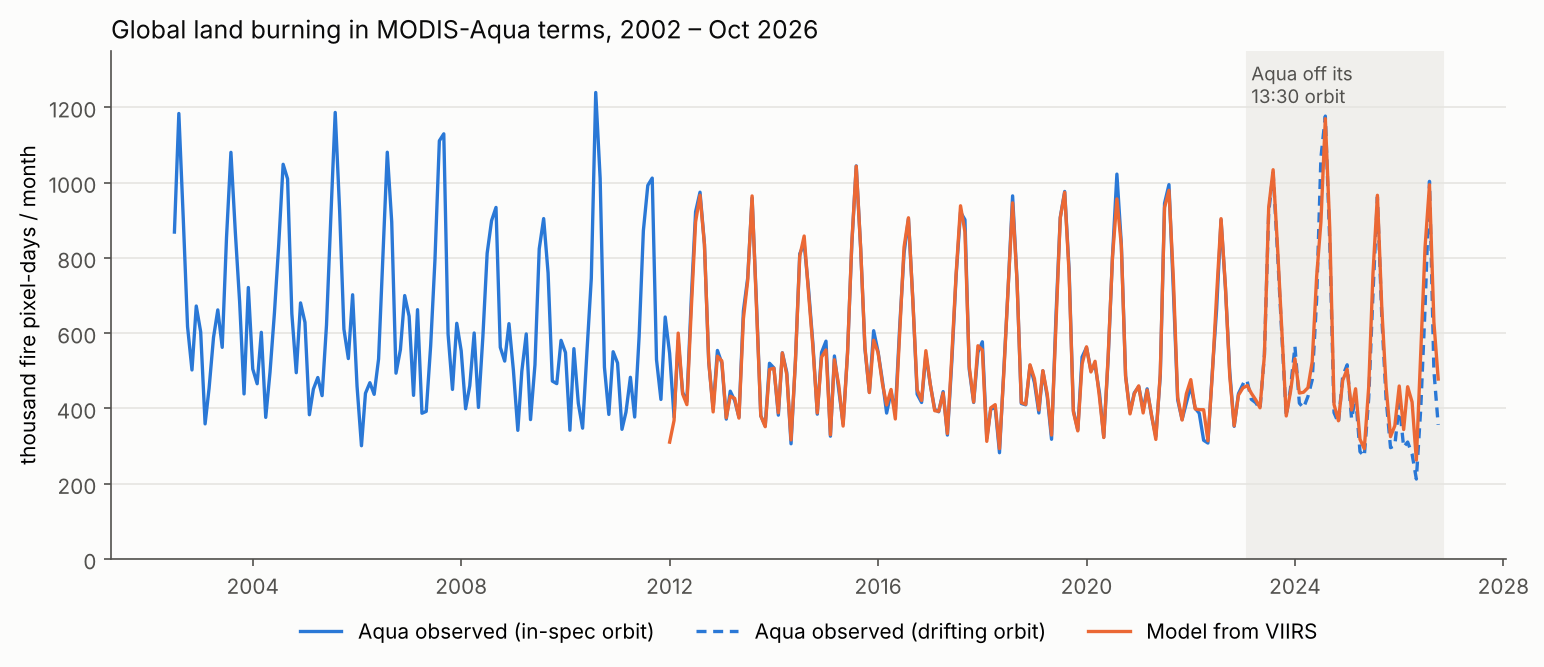 Global land burning in MODIS-Aqua terms, 2002 – Oct 2026
thousand fire pixel-days / month
1200
1000
800
600
400
200
0
Aqua off its
13:30 orbit
2004
2008
2012
2016
2020
2024
2028
Aqua observed (in-spec orbit)
Aqua observed (drifting orbit)
Model from VIIRS